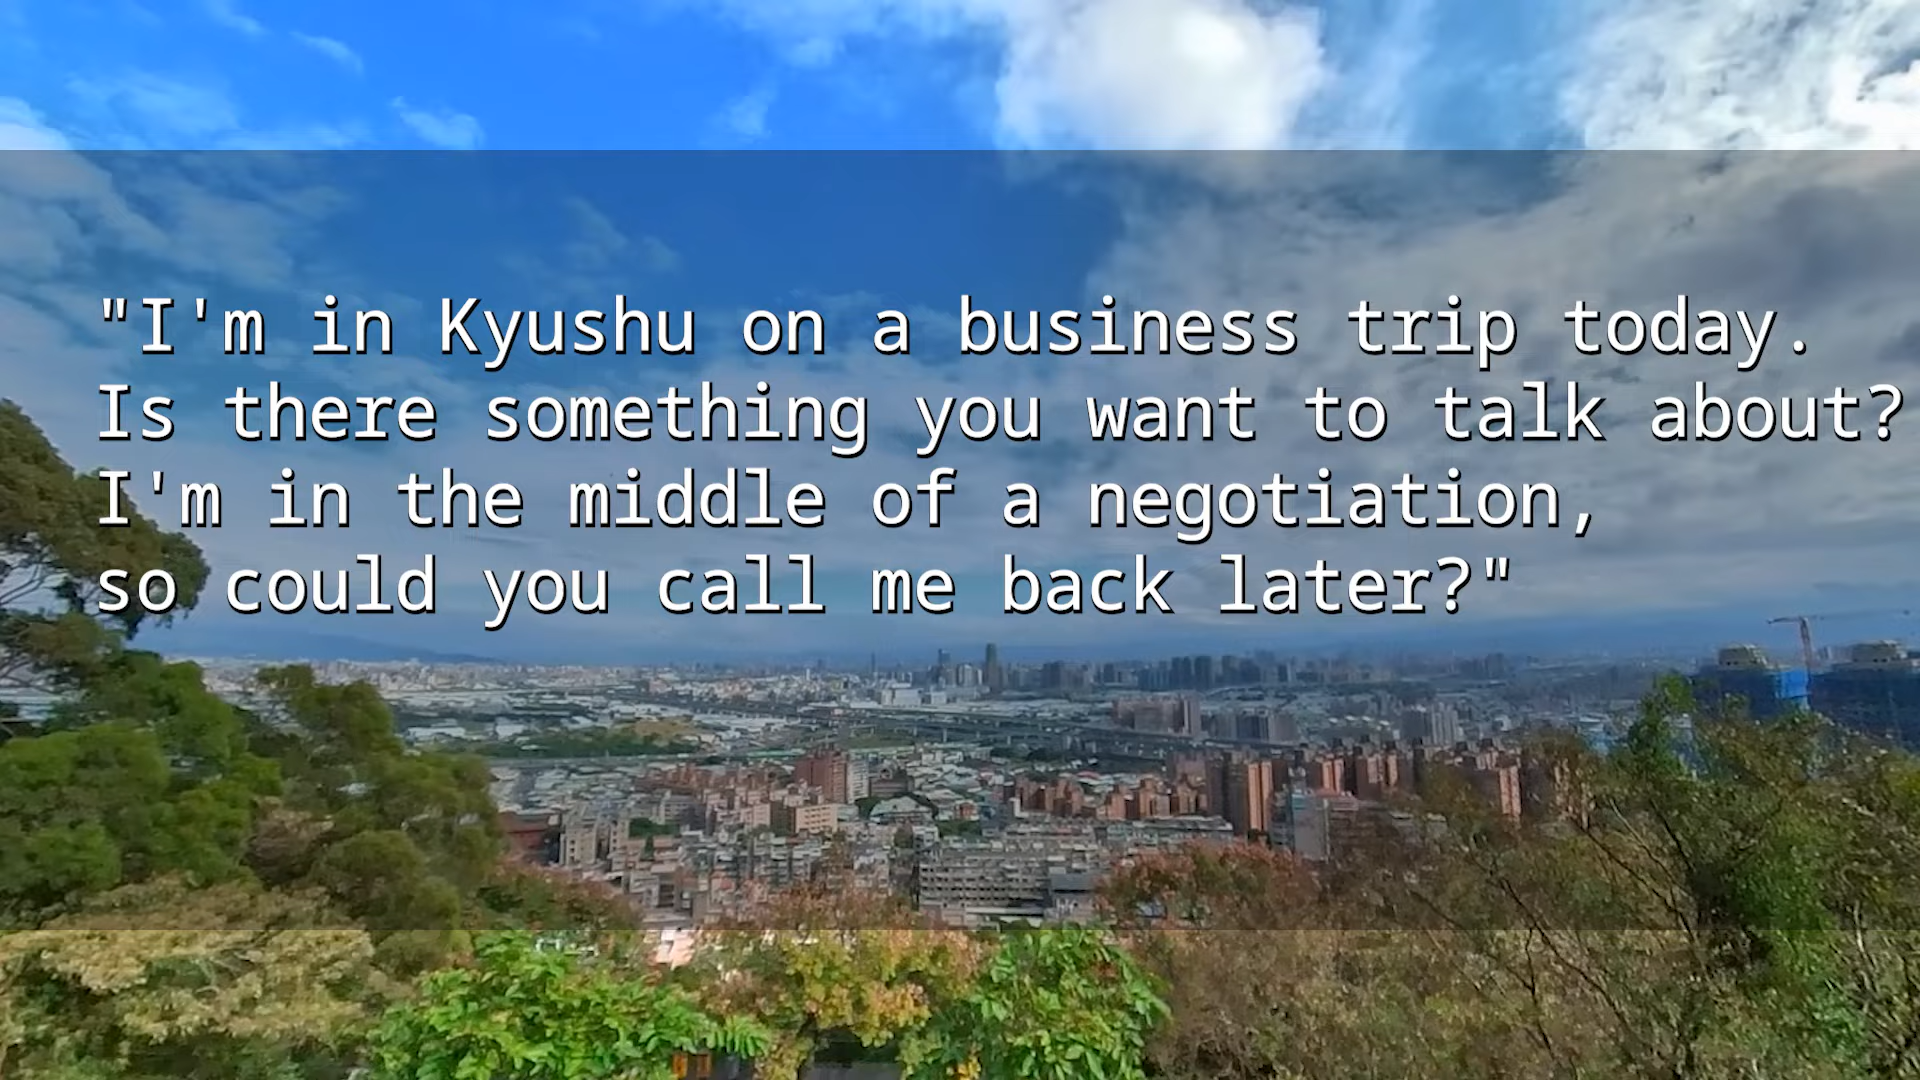 "I'm in Kyushu on a business trip today.
Is there something you want to talk about?
I'm in the middle of a negotiation,
so could you call me back later?"